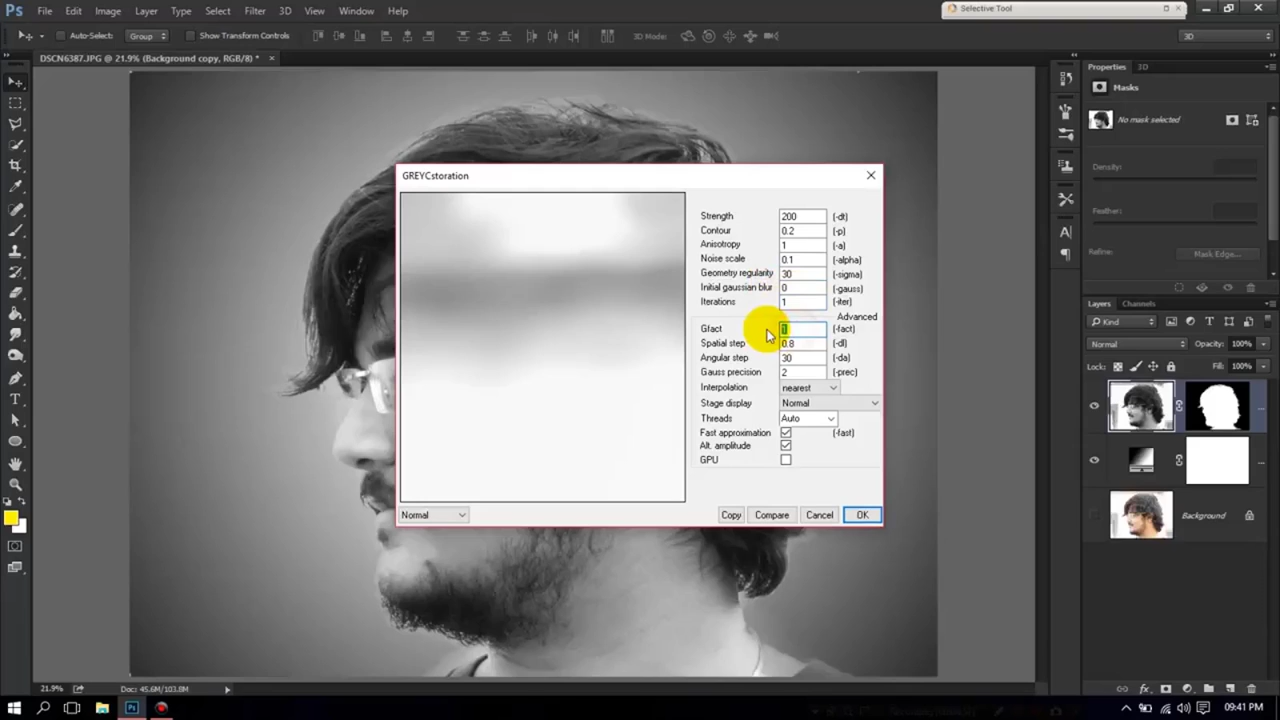 Ps File Edit Image Layer Type Select Filter 3D View Window Help
Selective Tool
Auto-Select: Group Show Transform Controls 3D Mode: 3D
DSCN6387.JPG @ 21.9% (Background copy, RGB/8) *
Properties 3D
Masks
No mask selected
Density:
Feather:
Refine: Mask Edge...
GREYCstoration
Strength 200 (-dt)
Contour 0.2 (-p)
Anisotropy 1 (-a)
Noise scale 0.1 (-alpha)
Geometry regularity 30 (-sigma)
Initial gaussian blur 0 (-gauss)
Iterations 1 (-iter)
Advanced
Gfact 1 (-fact)
Spatial step 0.8 (-dl)
Angular step 30 (-da)
Gauss precision 2 (-prec)
Interpolation nearest
Stage display Normal
Threads Auto
Fast approximation (-fast)
Alt. amplitude
GPU
Normal Copy Compare Cancel OK
Layers Channels
Kind
Normal Opacity: 100%
Lock: Fill: 100%
Background
21.9% Doc: 45.6M/103.8M
09:41 PM